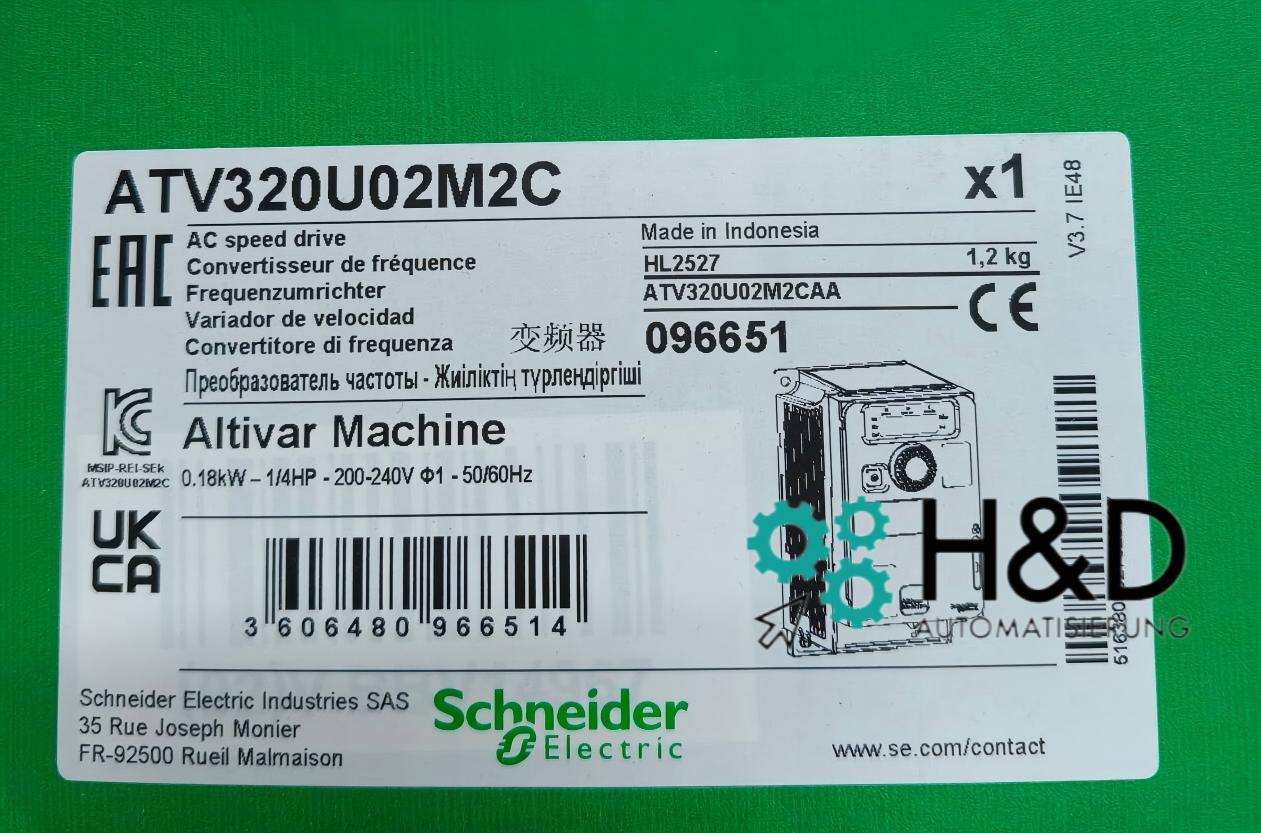 ATV320U02M2C
x1
V3.7 IE48
EAC
AC speed drive
Convertisseur de fréquence
Frequenzumrichter
Variador de velocidad
Convertitore di frequenza
变频器
Преобразователь частоты - Жиіліктің түрлендіргіші
Made in Indonesia
HL2527
1,2 kg
ATV320U02M2CAA
CE
096651
Altivar Machine
0.18kW – 1/4HP - 200-240V Φ1 - 50/60Hz
MSIP-REI-SEk
ATV320U02M2C
UK
CA
3 606480 966514
H&D
AUTOMATISIERUNG
Schneider Electric Industries SAS
35 Rue Joseph Monier
FR-92500 Rueil Malmaison
Schneider
Electric
www.se.com/contact